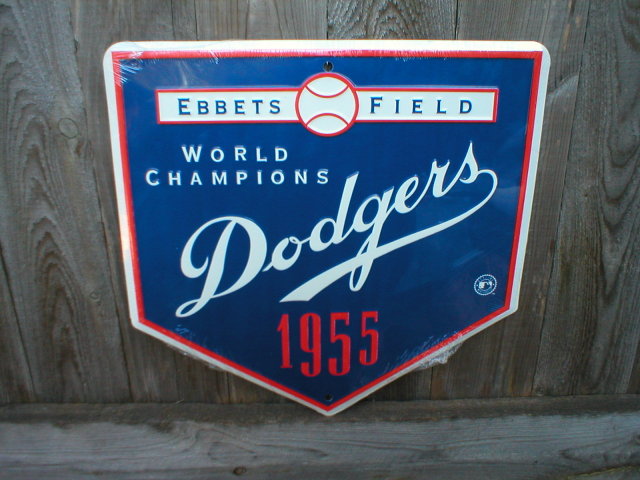 EBBETS FIELD
WORLD
CHAMPIONS
Dodgers
1955